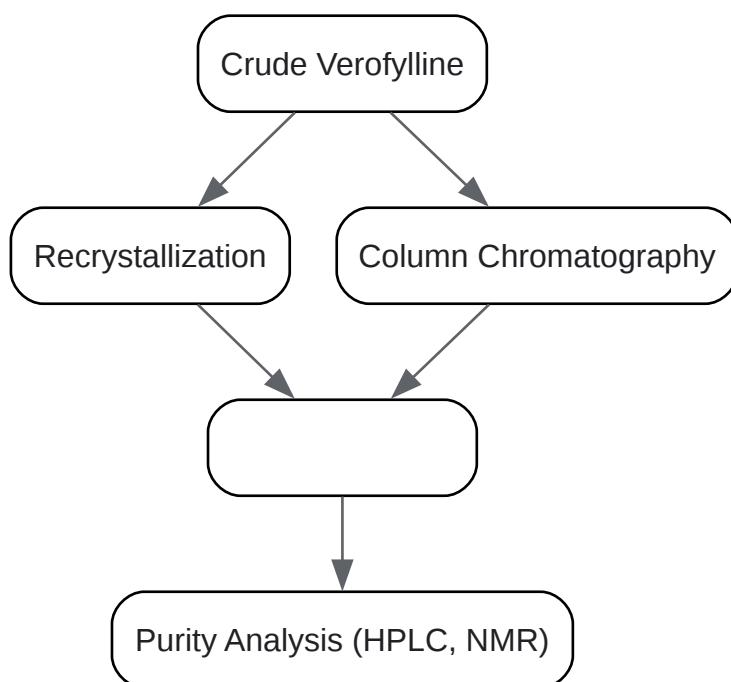 Crude Verofylline
Recrystallization
Column Chromatography
Purity Analysis (HPLC, NMR)